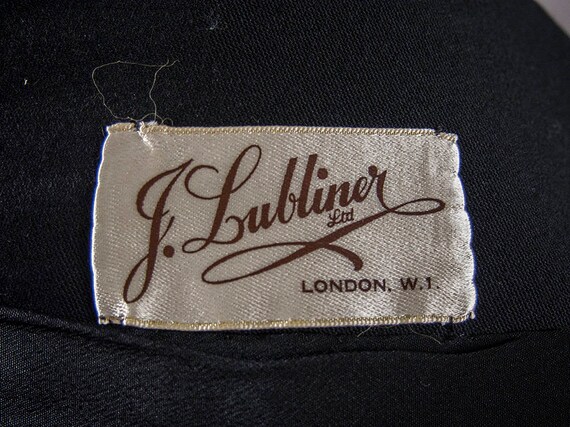 J. Lubliner
Ltd
LONDON, W.1.